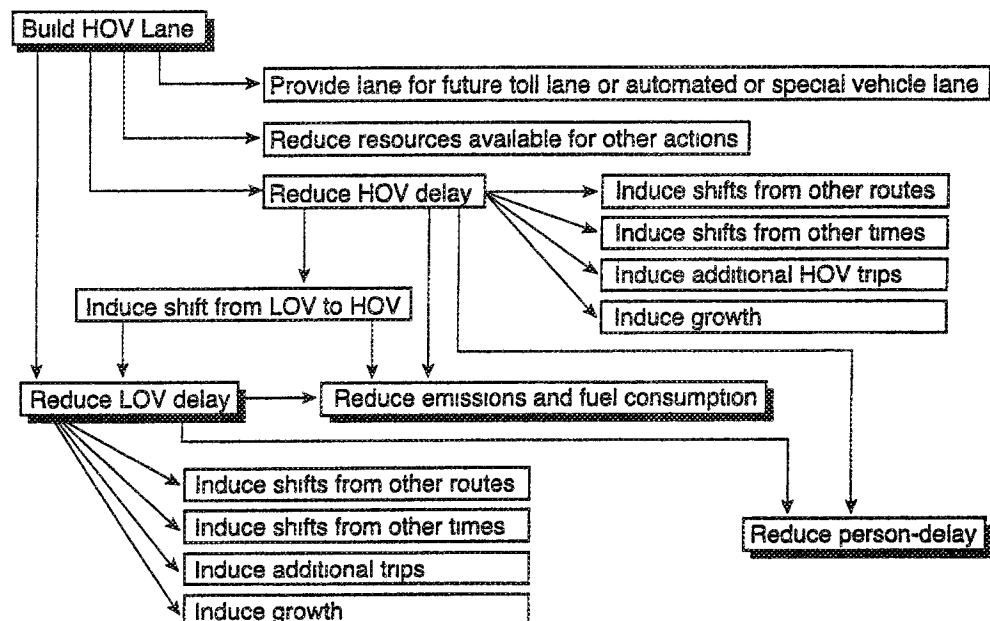 Build HOV Lane
Provide lane for future toll lane or automated or special vehicle lane
Reduce resources available for other actions
Reduce HOV delay
Induce shifts from other routes
Induce shifts from other times
Induce additional HOV trips
Induce growth
Induce shift from LOV to HOV
Reduce LOV delay
Reduce emissions and fuel consumption
Induce shifts from other routes
Induce shifts from other times
Induce additional trips
Induce growth
Reduce person-delay